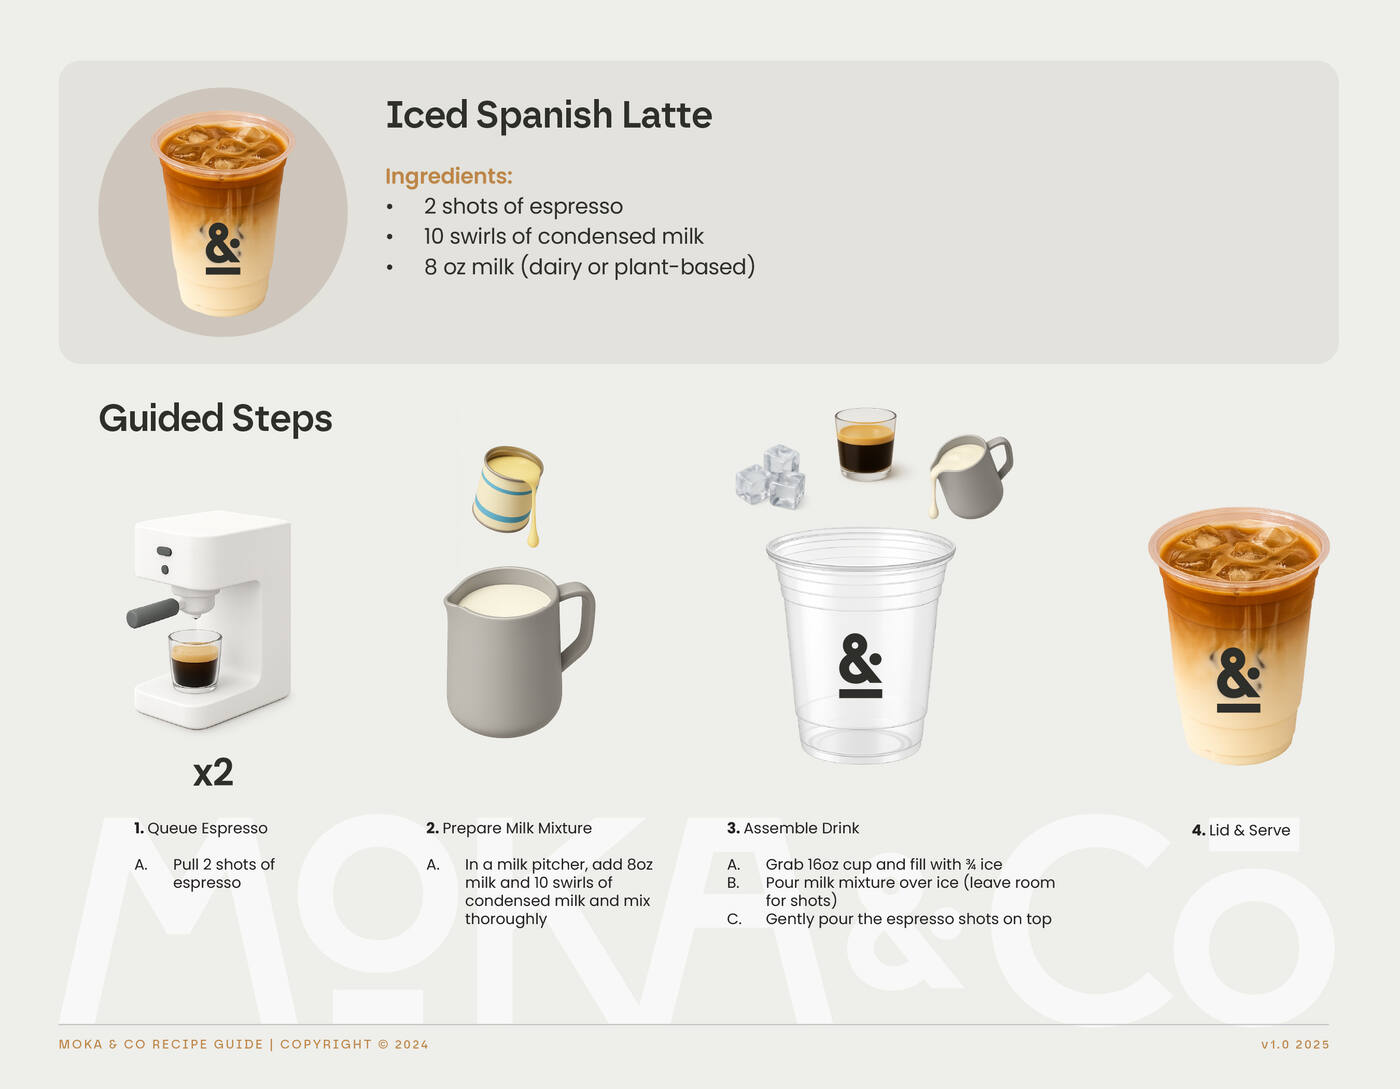 Iced Spanish Latte
Ingredients:
• 2 shots of espresso
• 10 swirls of condensed milk
• 8 oz milk (dairy or plant-based)
&
Guided Steps
&
&
x2
1. Queue Espresso
A. Pull 2 shots of
espresso
2. Prepare Milk Mixture
A. In a milk pitcher, add 8oz
milk and 10 swirls of
condensed milk and mix
thoroughly
3. Assemble Drink
A. Grab 16oz cup and fill with ¾ ice
B. Pour milk mixture over ice (leave room
for shots)
C. Gently pour the espresso shots on top
4. Lid & Serve
MOKA & CO
MOKA & CO RECIPE GUIDE | COPYRIGHT © 2024
v1.0 2025